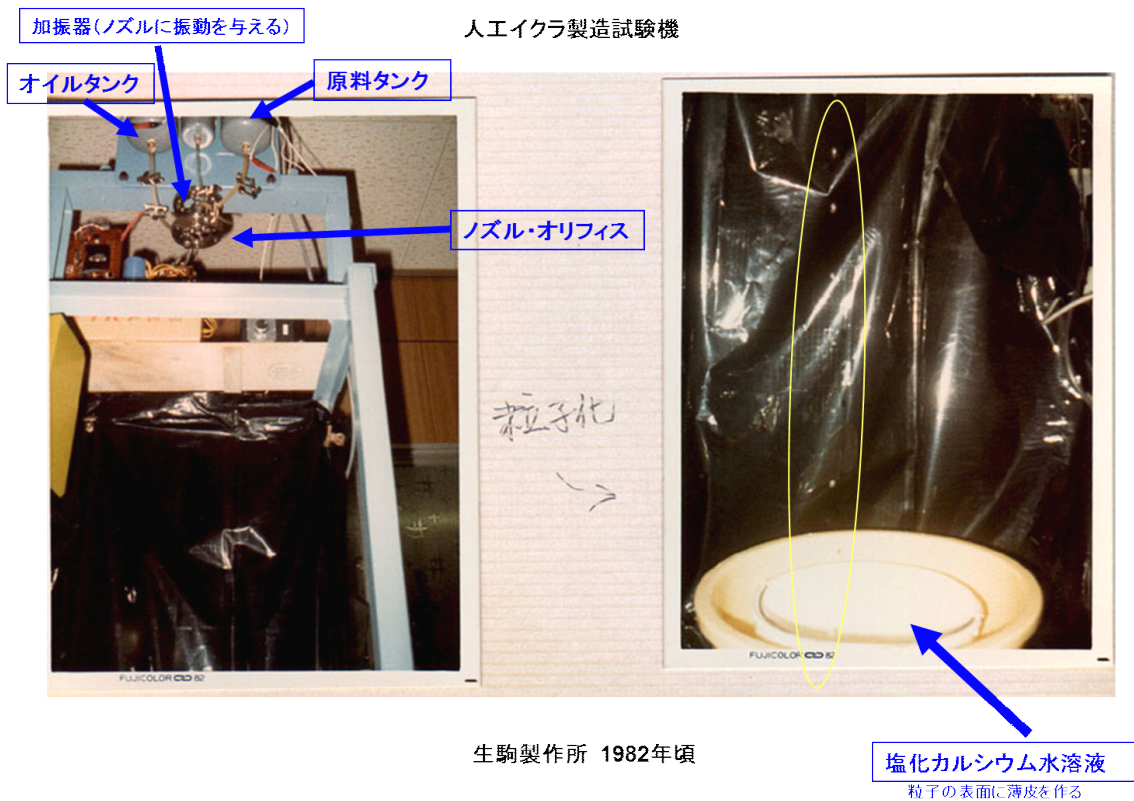 人工イクラ製造試験機
加振器(ノズルに振動を与える)
オイルタンク
原料タンク
ノズル・オリフィス
粒子化
FUJICOLOR 82
FUJICOLOR 82
生駒製作所 1982年頃
塩化カルシウム水溶液
粒子の表面に薄皮を作る